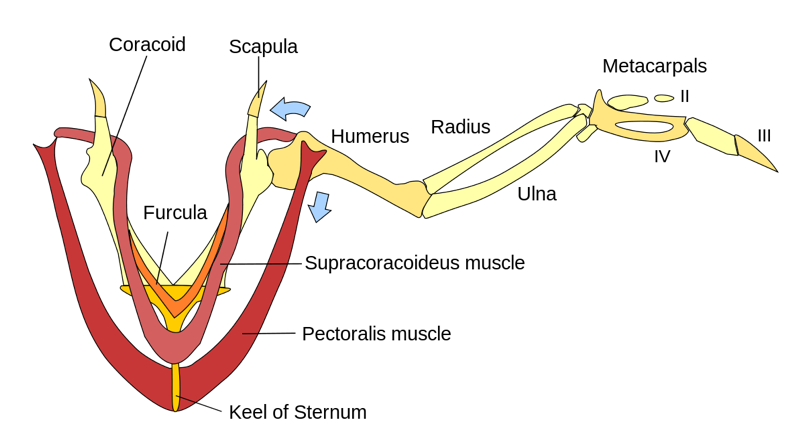 Coracoid
Scapula
Metacarpals
II
Humerus
Radius
III
IV
Ulna
Furcula
Supracoracoideus muscle
Pectoralis muscle
Keel of Sternum